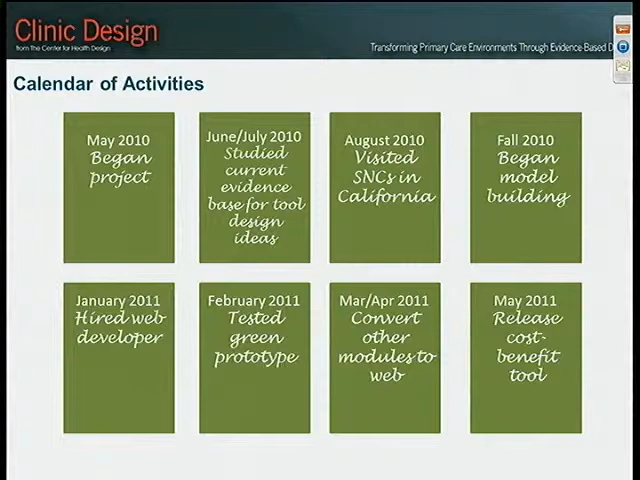 Clinic Design
from The Center for Health Design
Transforming Primary Care Environments Through Evidence-Based D
Calendar of Activities
May 2010
Began
project
June/July 2010
Studied
current
evidence
base for tool
design
ideas
August 2010
Visited
SNCs in
California
Fall 2010
Began
model
building
January 2011
Hired web
developer
February 2011
Tested
green
prototype
Mar/Apr 2011
Convert
other
modules to
web
May 2011
Release
cost-
benefit
tool